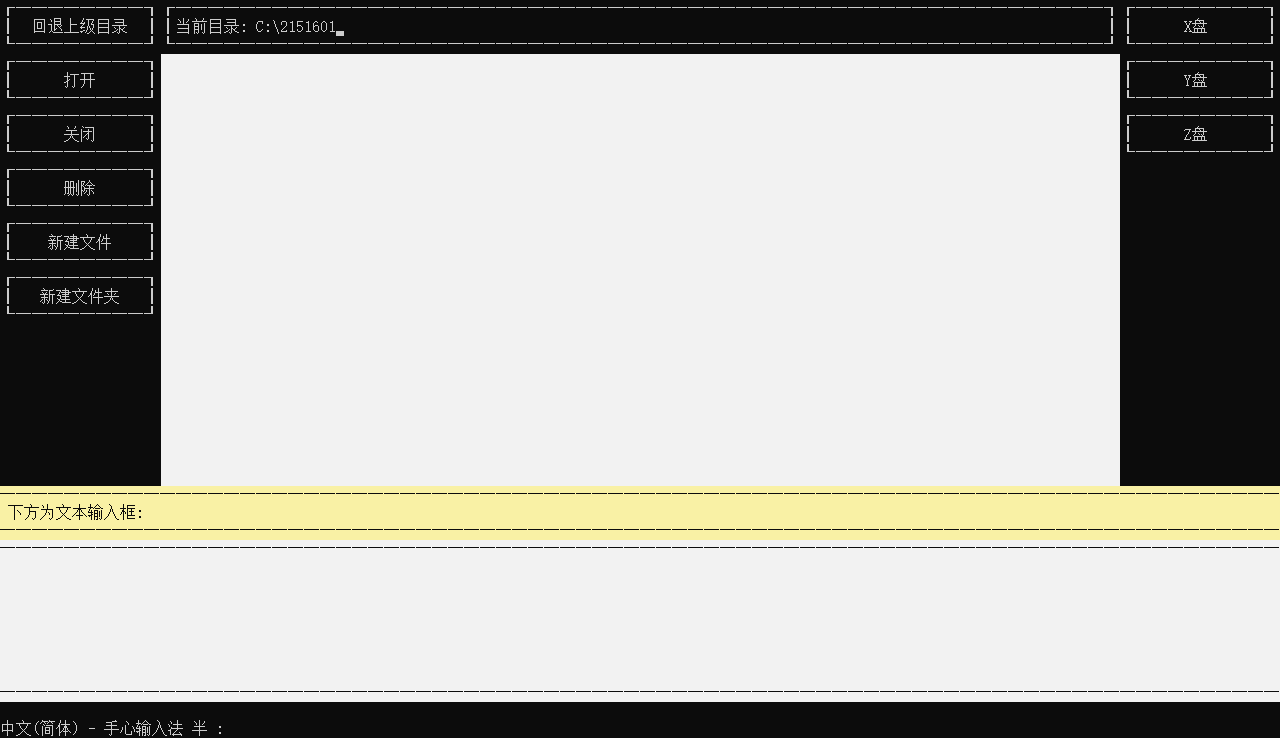 回退上级目录
当前目录: C:\2151601
X盘
打开
Y盘
关闭
Z盘
删除
新建文件
新建文件夹
下方为文本输入框:
中文(简体) - 手心输入法 半 :